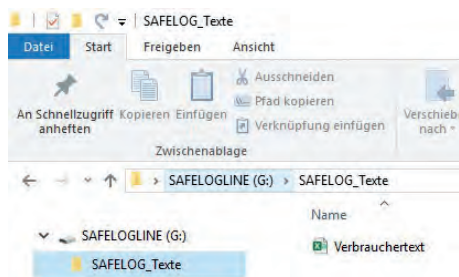 SAFELOG_Texte
Datei Start Freigeben Ansicht
An Schnellzugriff anheften
Kopieren
Einfügen
Ausschneiden
Pfad kopieren
Verknüpfung einfügen
Verschieb
nach
Zwischenablage
SAFELOGLINE (G:) > SAFELOG_Texte
Name
SAFELOGLINE (G:)
Verbrauchertext
SAFELOG_Texte